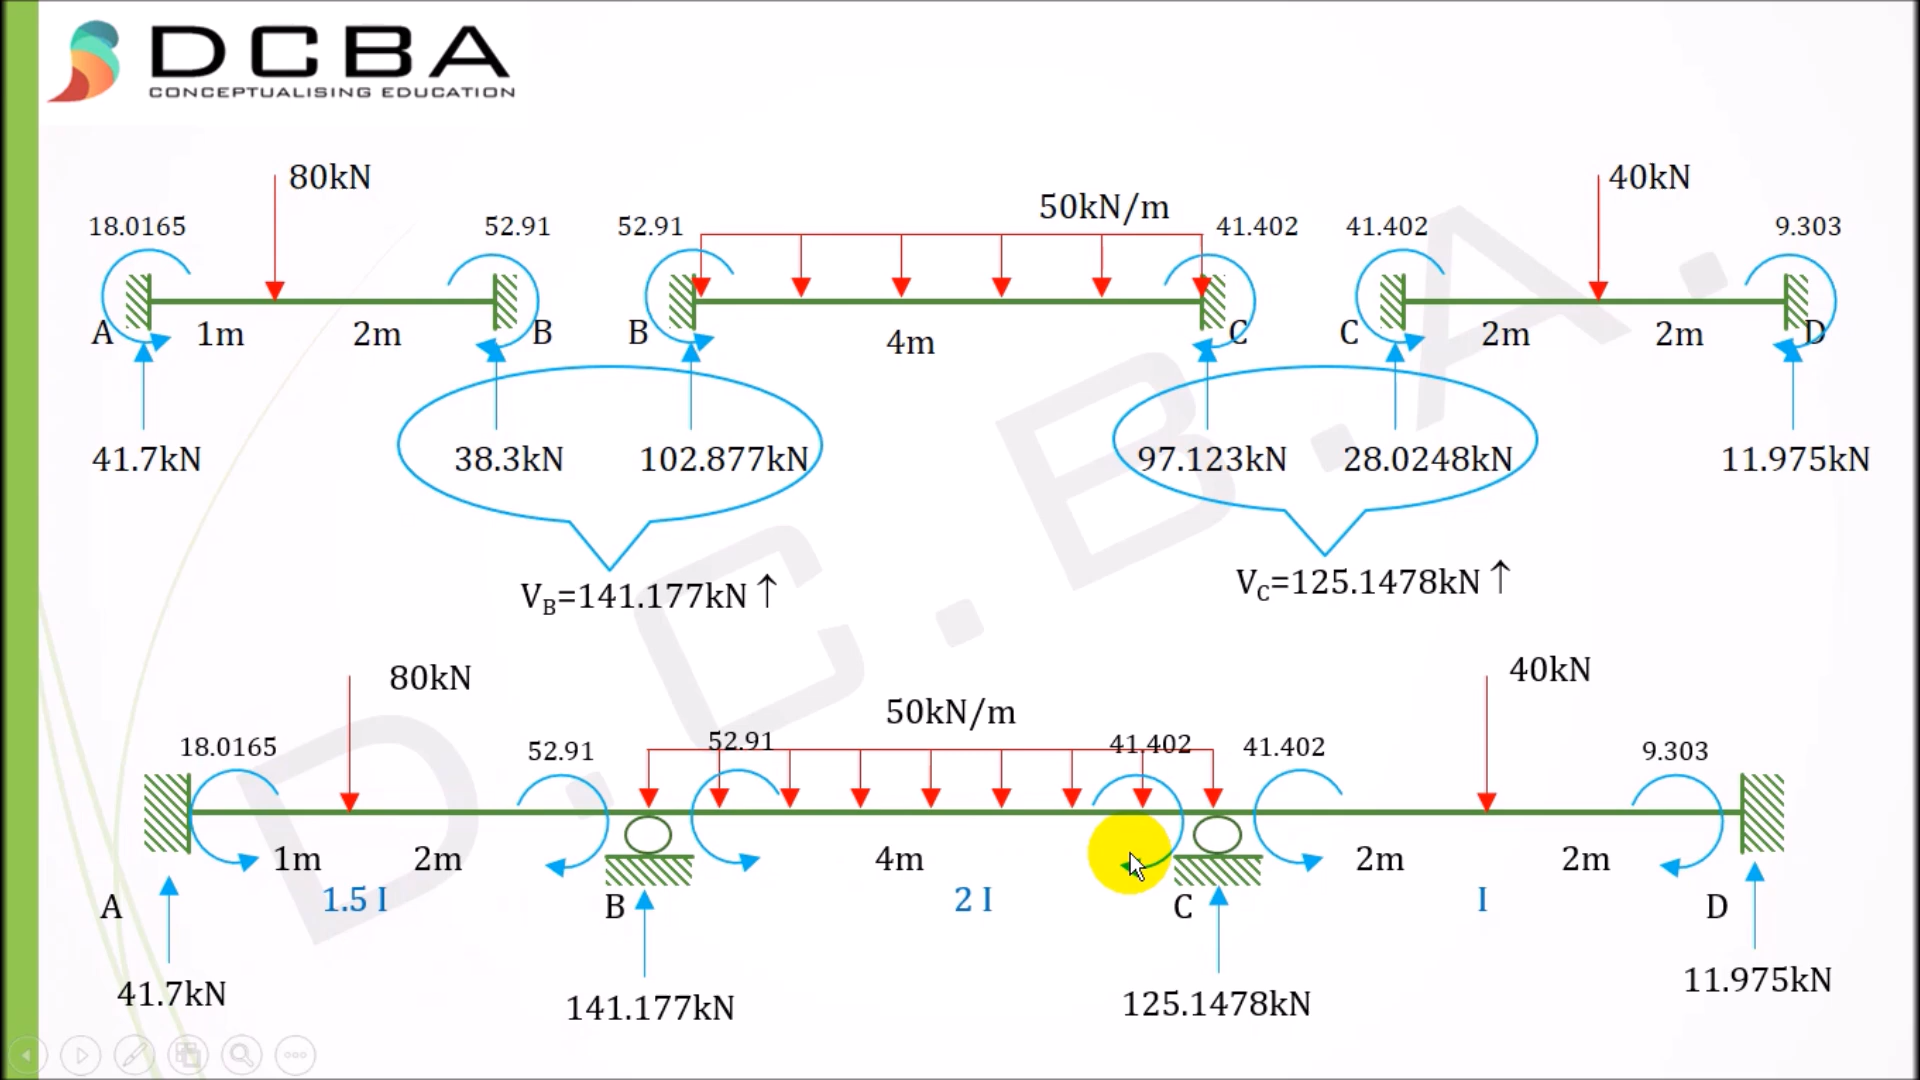 DCBA
CONCEPTUALISING EDUCATION
80kN 40kN
50kN/m
18.0165 52.91 52.91 41.402 41.402 9.303
A 1m 2m B B 4m C C 2m 2m D
41.7kN 38.3kN 102.877kN 97.123kN 28.0248kN 11.975kN
V_B=141.177kN↑ V_C=125.1478kN↑
80kN 40kN
50kN/m
18.0165 52.91 52.91 41.402 41.402 9.303
1m 2m 4m 2m 2m
A 1.5 I B 2 I C I D
41.7kN 141.177kN 125.1478kN 11.975kN
D.C.B.A.